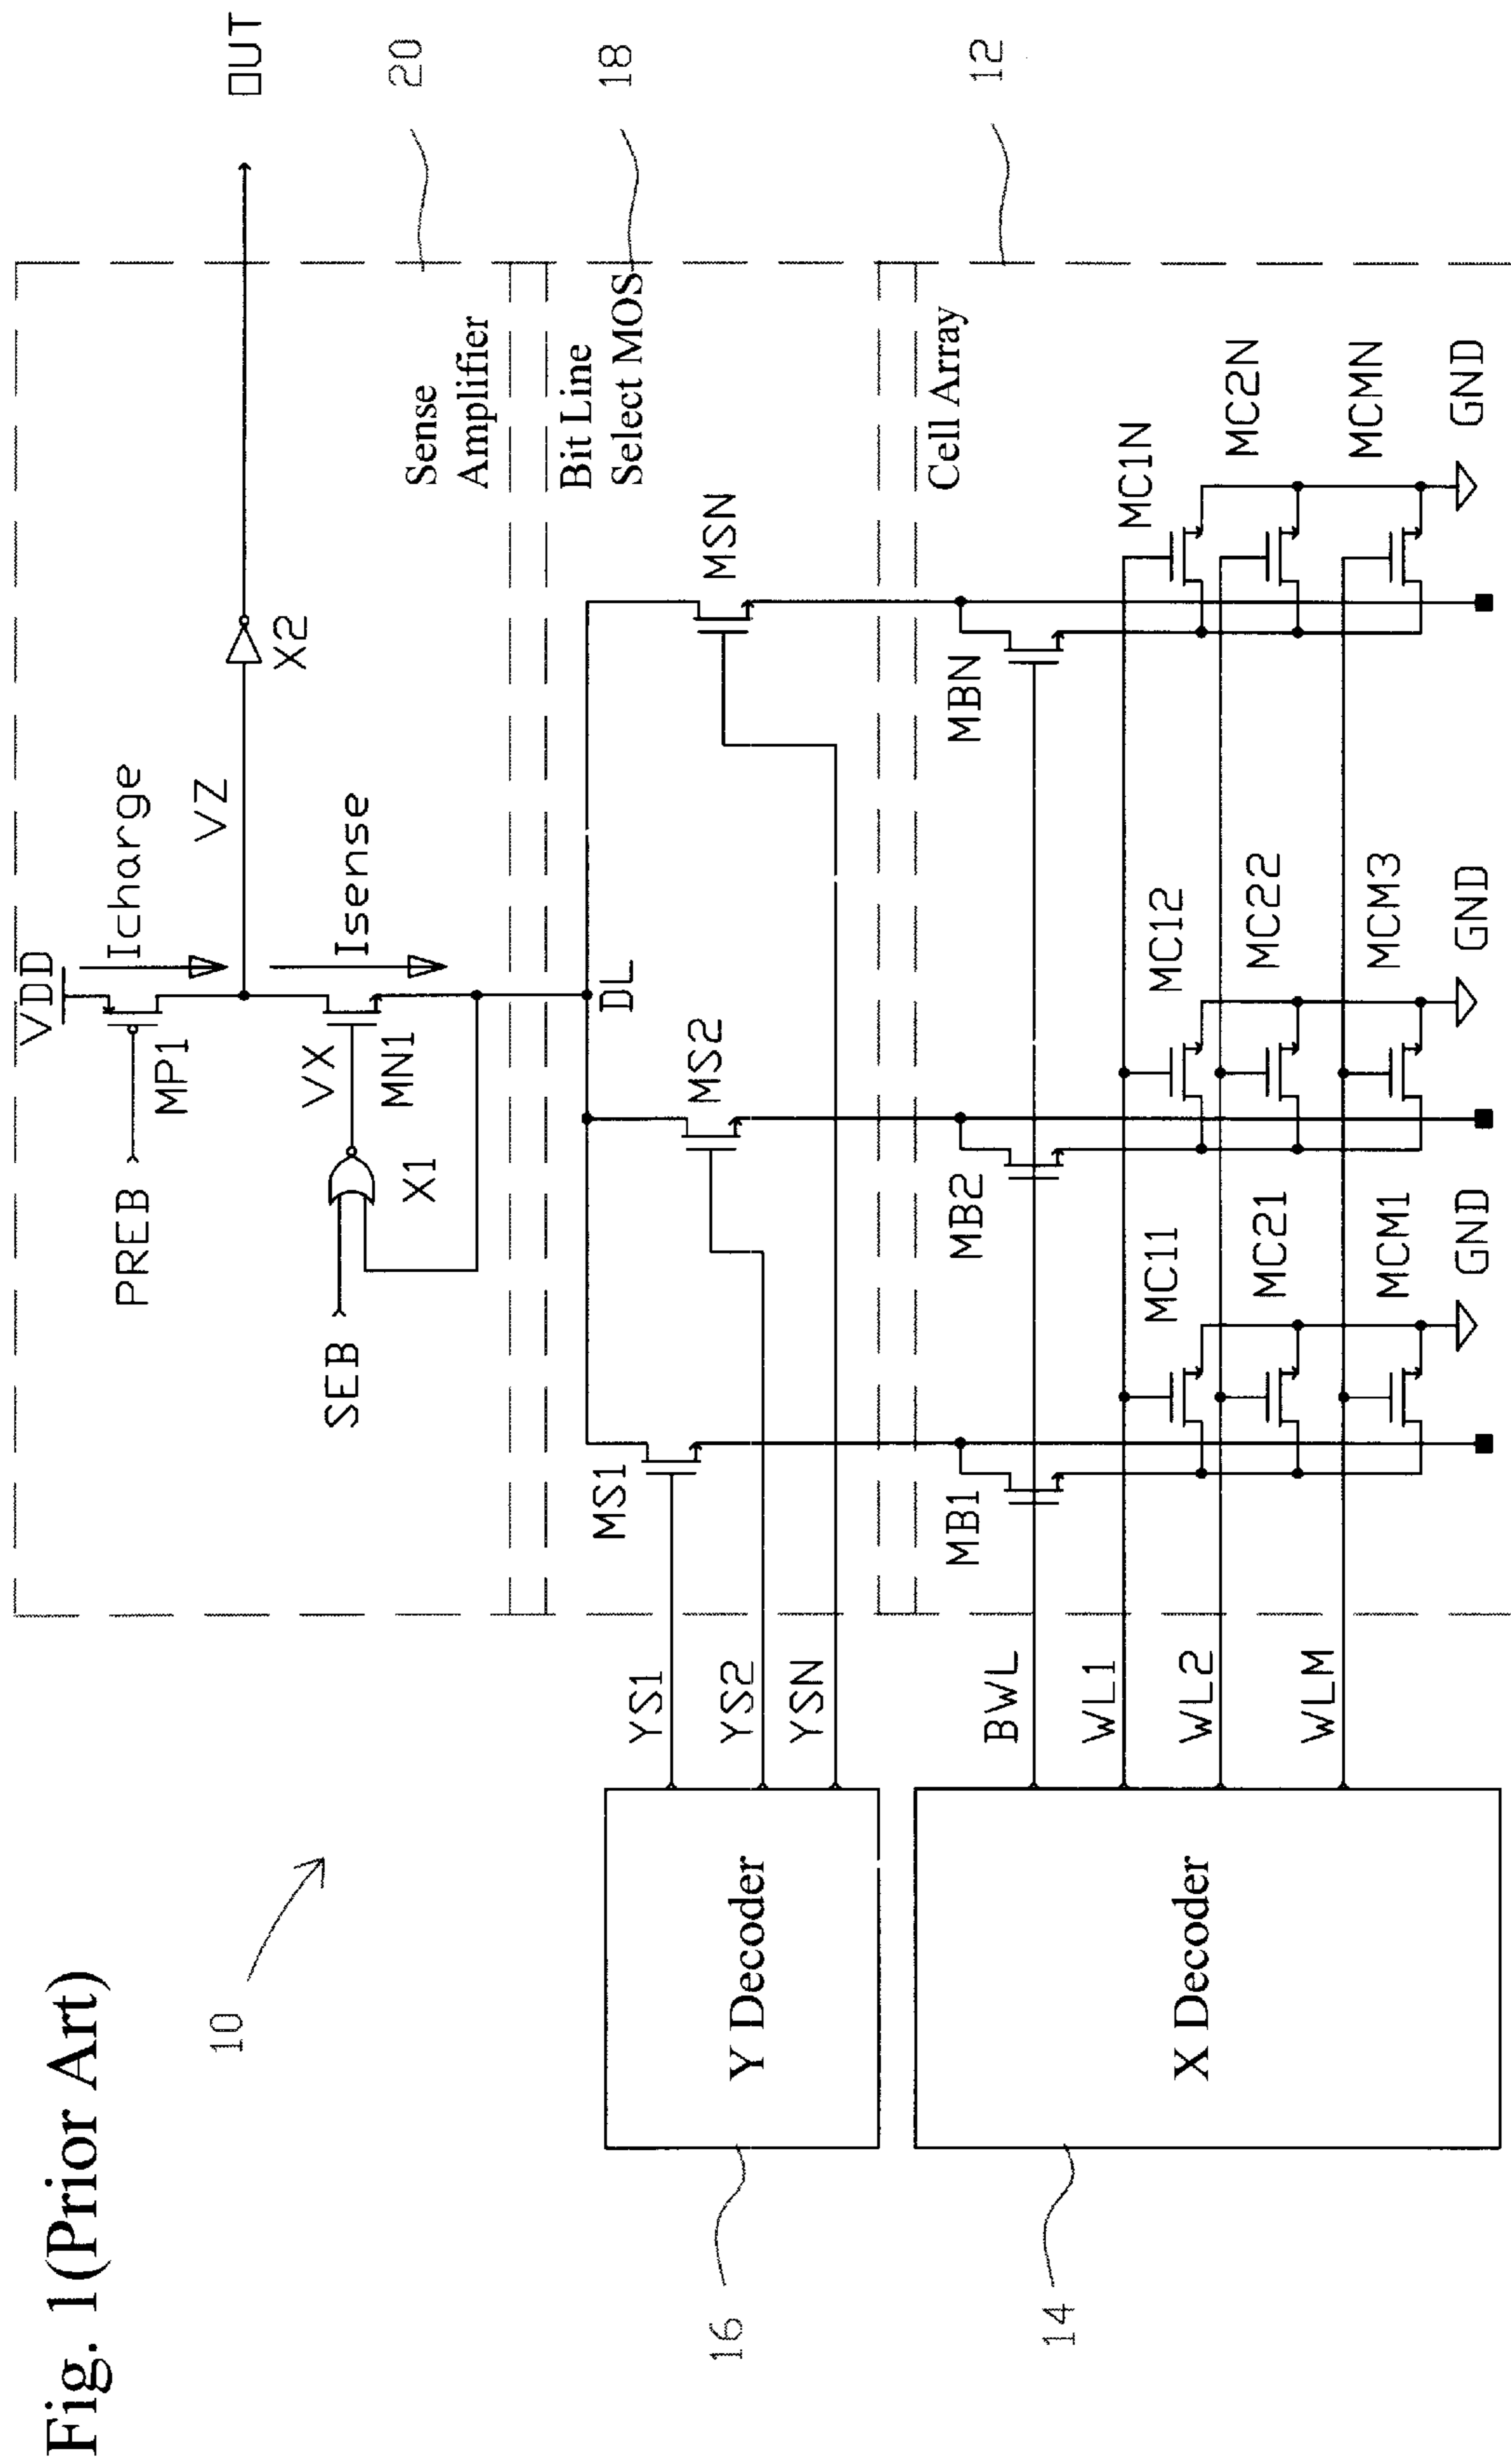 Fig. 1(Prior Art)
10
VDD
Icharge
PREB
MP1
VZ
OUT
X2
VX
Isense
SEB
MN1
X1
Sense
Amplifier
20
DL
Bit Line
Select MOS
18
MS1
MS2
MSN
YS1
YS2
YSN
Y Decoder
16
Cell Array
12
MB1
MB2
MBN
BWL
WL1
WL2
WLM
X Decoder
14
MC11
MC12
MC1N
MC21
MC22
MC2N
MCM1
MCM3
MCMN
GND
GND
GND